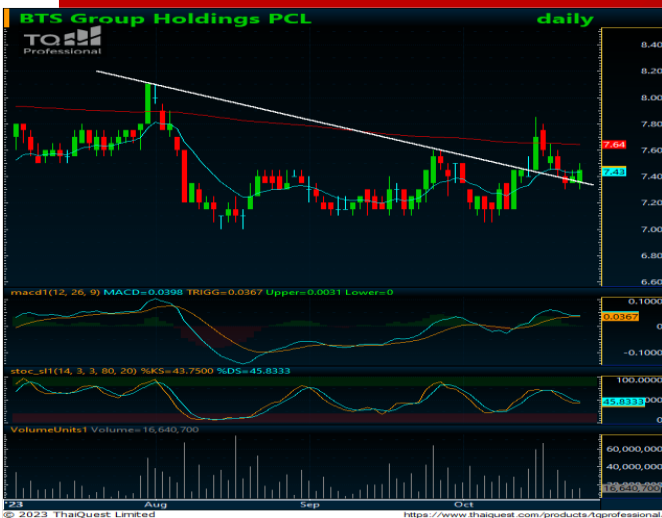 BTS Group Holdings PCL daily
TQ
Professional
8.40
8.20
8.00
7.80
7.64
7.60
7.43
7.40
7.20
7.00
6.80
6.60
macd1(12, 26, 9) MACD=0.0398 TRIGG=0.0367 Upper=0.0031 Lower=0
0.1000
0.0367
0
-0.1000
stoc_sl1(14, 3, 3, 80, 20) %KS=43.7500 %DS=45.8333
100.0000
45.8333
0
VolumeUnits1 Volume=16,640,700
60,000,000
40,000,000
16,640,700
'23 Aug Sep Oct
© 2023 ThaiQuest Limited https://www.thaiquest.com/products/tqprofessional.